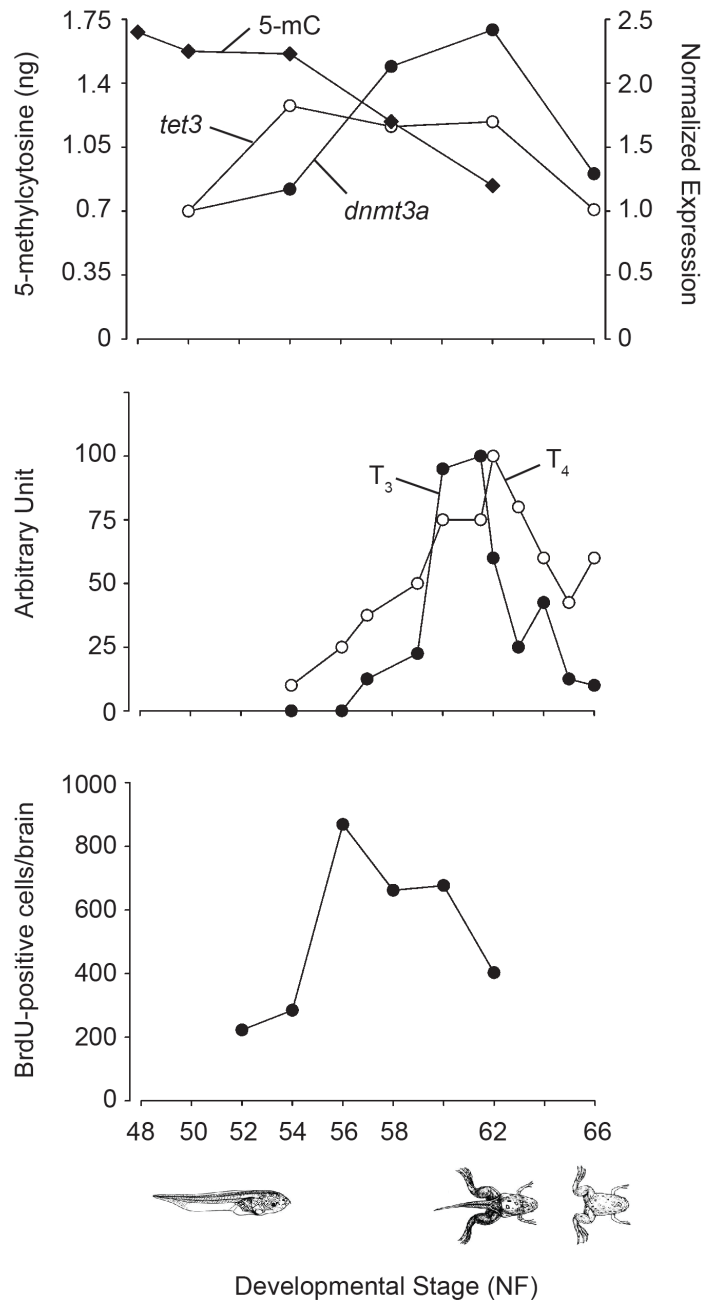 5-methylcytosine (ng)
1.75
1.4
1.05
0.7
0.35
0
5-mC
tet3
dnmt3a
2.5
2.0
1.5
1.0
0.5
0
Normalized Expression
Arbitrary Unit
100
75
50
25
0
T3
T4
BrdU-positive cells/brain
1000
800
600
400
200
0
48 50 52 54 56 58 62 66
Developmental Stage (NF)